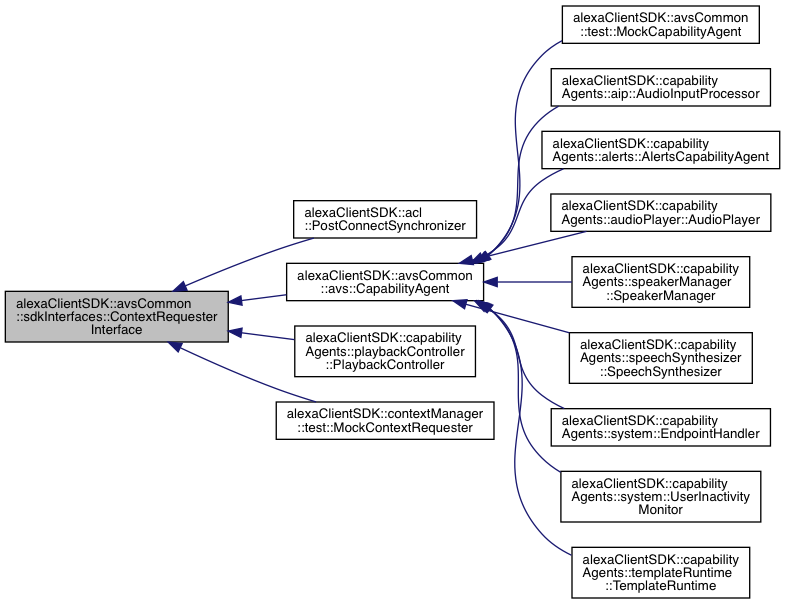 alexaClientSDK::avsCommon
::sdkInterfaces::ContextRequester
Interface
alexaClientSDK::acl
::PostConnectSynchronizer
alexaClientSDK::avsCommon
::avs::CapabilityAgent
alexaClientSDK::capability
Agents::playbackController
::PlaybackController
alexaClientSDK::contextManager
::test::MockContextRequester
alexaClientSDK::avsCommon
::test::MockCapabilityAgent
alexaClientSDK::capability
Agents::aip::AudioInputProcessor
alexaClientSDK::capability
Agents::alerts::AlertsCapabilityAgent
alexaClientSDK::capability
Agents::audioPlayer::AudioPlayer
alexaClientSDK::capability
Agents::speakerManager
::SpeakerManager
alexaClientSDK::capability
Agents::speechSynthesizer
::SpeechSynthesizer
alexaClientSDK::capability
Agents::system::EndpointHandler
alexaClientSDK::capability
Agents::system::UserInactivity
Monitor
alexaClientSDK::capability
Agents::templateRuntime
::TemplateRuntime